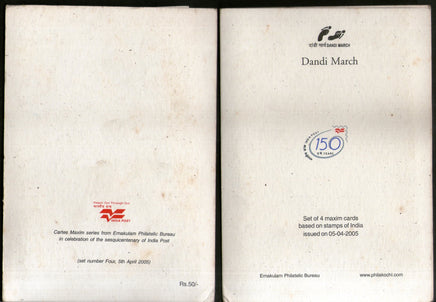 भारतीय डाक
INDIA POST
Cartes Maxim series from Ernakulam Philatelic Bureau
in celebration of the sesquicentenary of India Post
(set number Four, 5th April 2005)
Rs.50/-
दांडी मार्च DANDI MARCH
Dandi March
150
YEARS
Set of 4 maxim cards
based on stamps of India
issued on 05-04-2005
Ernakulam Philatelic Bureau
www.philakochi.com